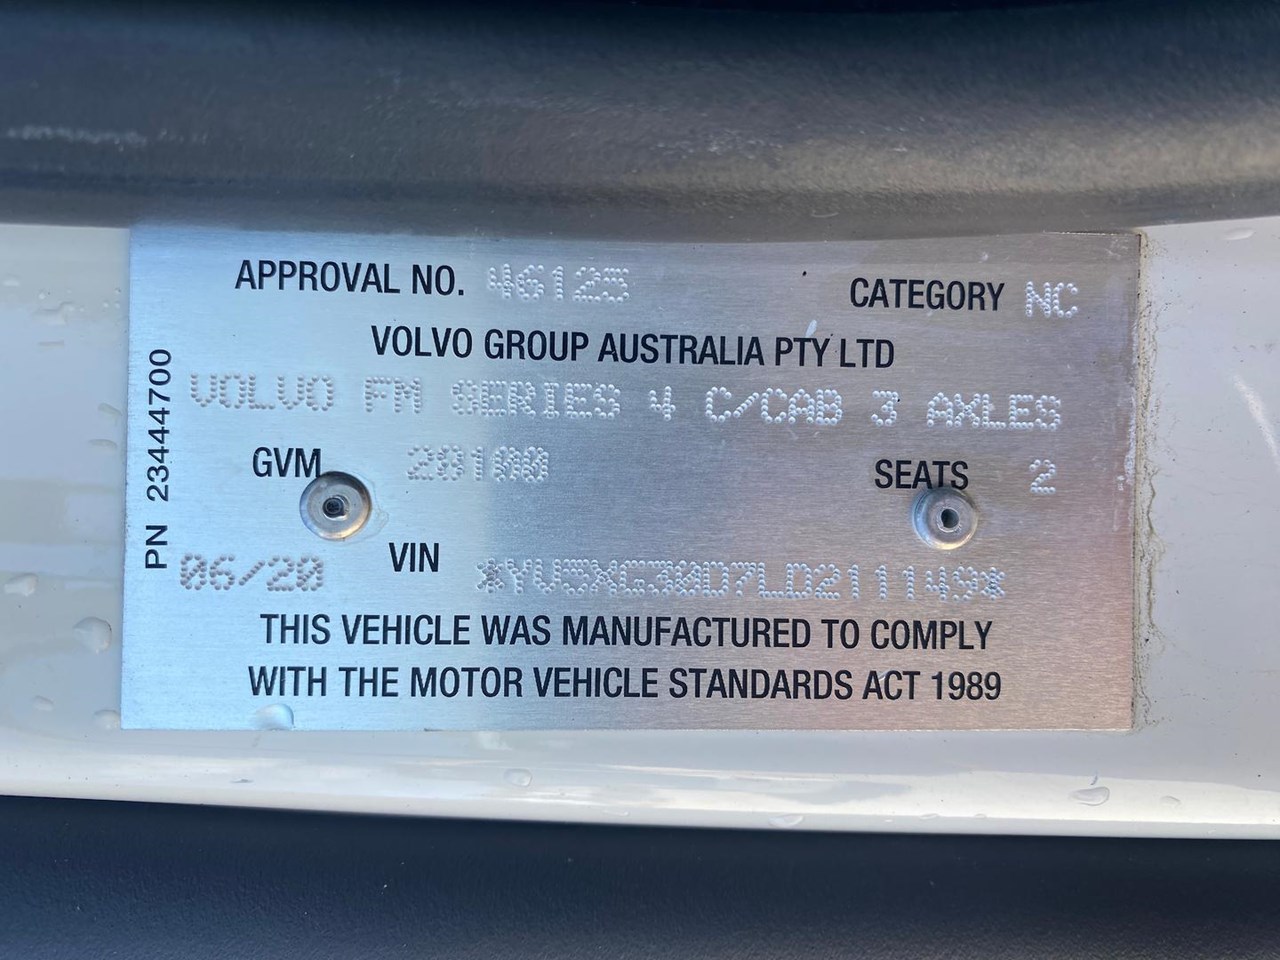 APPROVAL NO. 46125 CATEGORY NC
VOLVO GROUP AUSTRALIA PTY LTD
VOLVO FM SERIES 4 C/CAB 3 AXLES
GVM 28100 SEATS 2
06/20 VIN *YV5XG30D7LD211149*
THIS VEHICLE WAS MANUFACTURED TO COMPLY
WITH THE MOTOR VEHICLE STANDARDS ACT 1989
PN 23444700